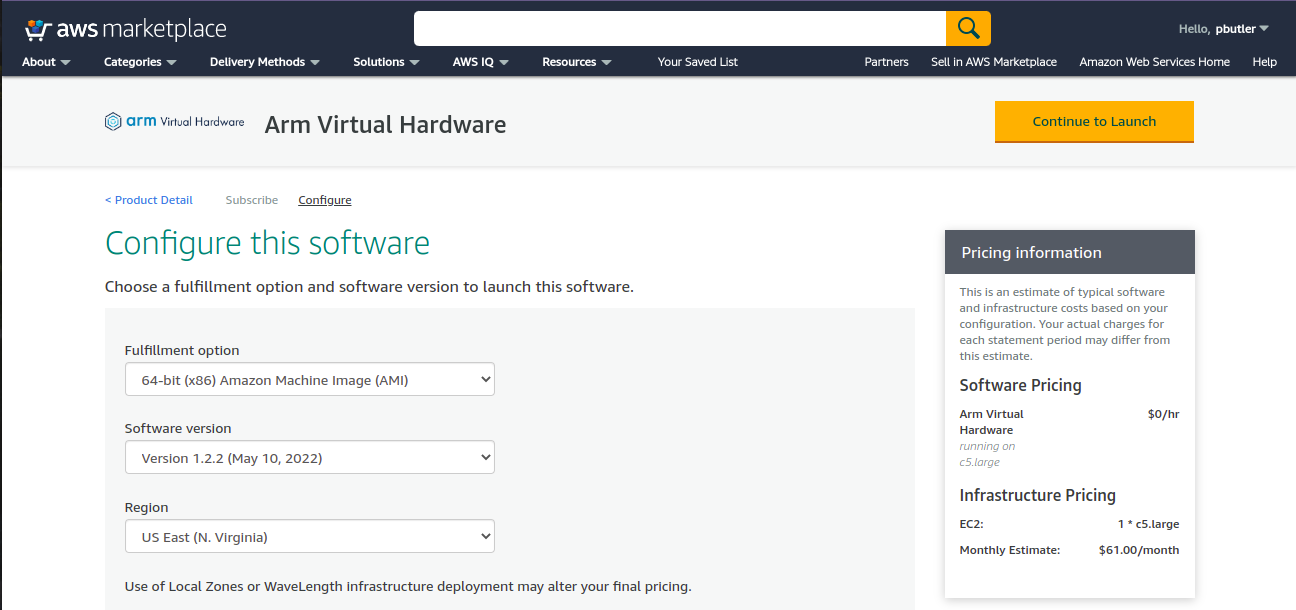 aws marketplace
Hello, pbutler
About Categories Delivery Methods Solutions AWS IQ Resources Your Saved List Partners Sell in AWS Marketplace Amazon Web Services Home Help
arm Virtual Hardware
Arm Virtual Hardware
Continue to Launch
< Product Detail Subscribe Configure
Configure this software
Choose a fulfillment option and software version to launch this software.
Fulfillment option
64-bit (x86) Amazon Machine Image (AMI)
Software version
Version 1.2.2 (May 10, 2022)
Region
US East (N. Virginia)
Use of Local Zones or WaveLength infrastructure deployment may alter your final pricing.
Pricing information
This is an estimate of typical software
and infrastructure costs based on your
configuration. Your actual charges for
each statement period may differ from
this estimate.
Software Pricing
Arm Virtual $0/hr
Hardware
running on
c5.large
Infrastructure Pricing
EC2: 1 * c5.large
Monthly Estimate: $61.00/month